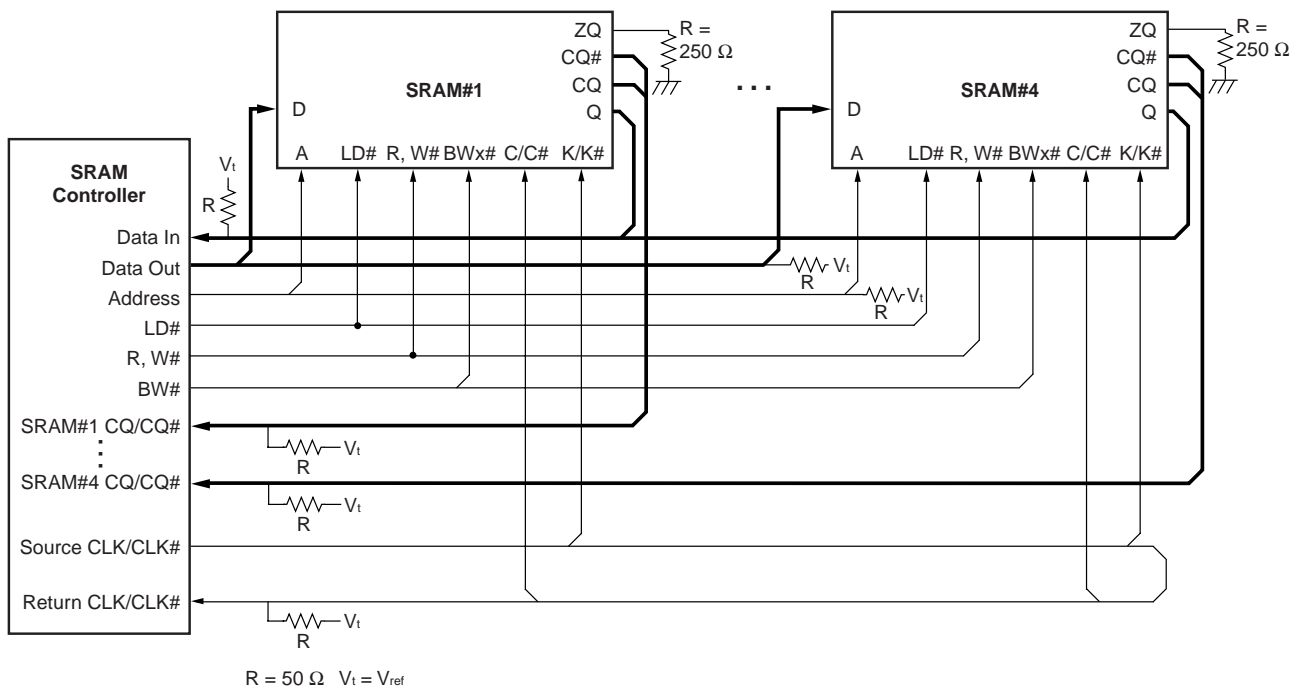 ZQ
CQ#
CQ
Q
SRAM#1
D
A LD# R, W# BWx# C/C# K/K#
R =
250 Ω
. . .
ZQ
CQ#
CQ
Q
SRAM#4
D
A LD# R, W# BWx# C/C# K/K#
R =
250 Ω
SRAM
Controller
Vt
R
Data In
Data Out
R Vt
Address
R Vt
LD#
R, W#
BW#
SRAM#1 CQ/CQ#
R Vt
SRAM#4 CQ/CQ#
R Vt
Source CLK/CLK#
Return CLK/CLK#
R Vt
R = 50 Ω Vt = Vref